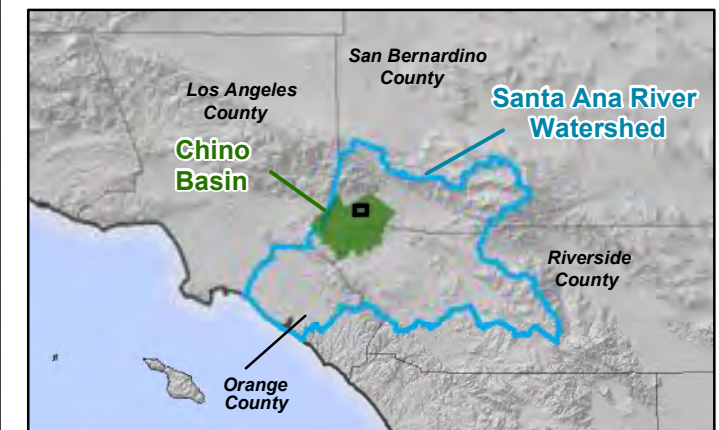 San Bernardino
County
Los Angeles
County
Santa Ana River
Watershed
Chino
Basin
Riverside
County
Orange
County